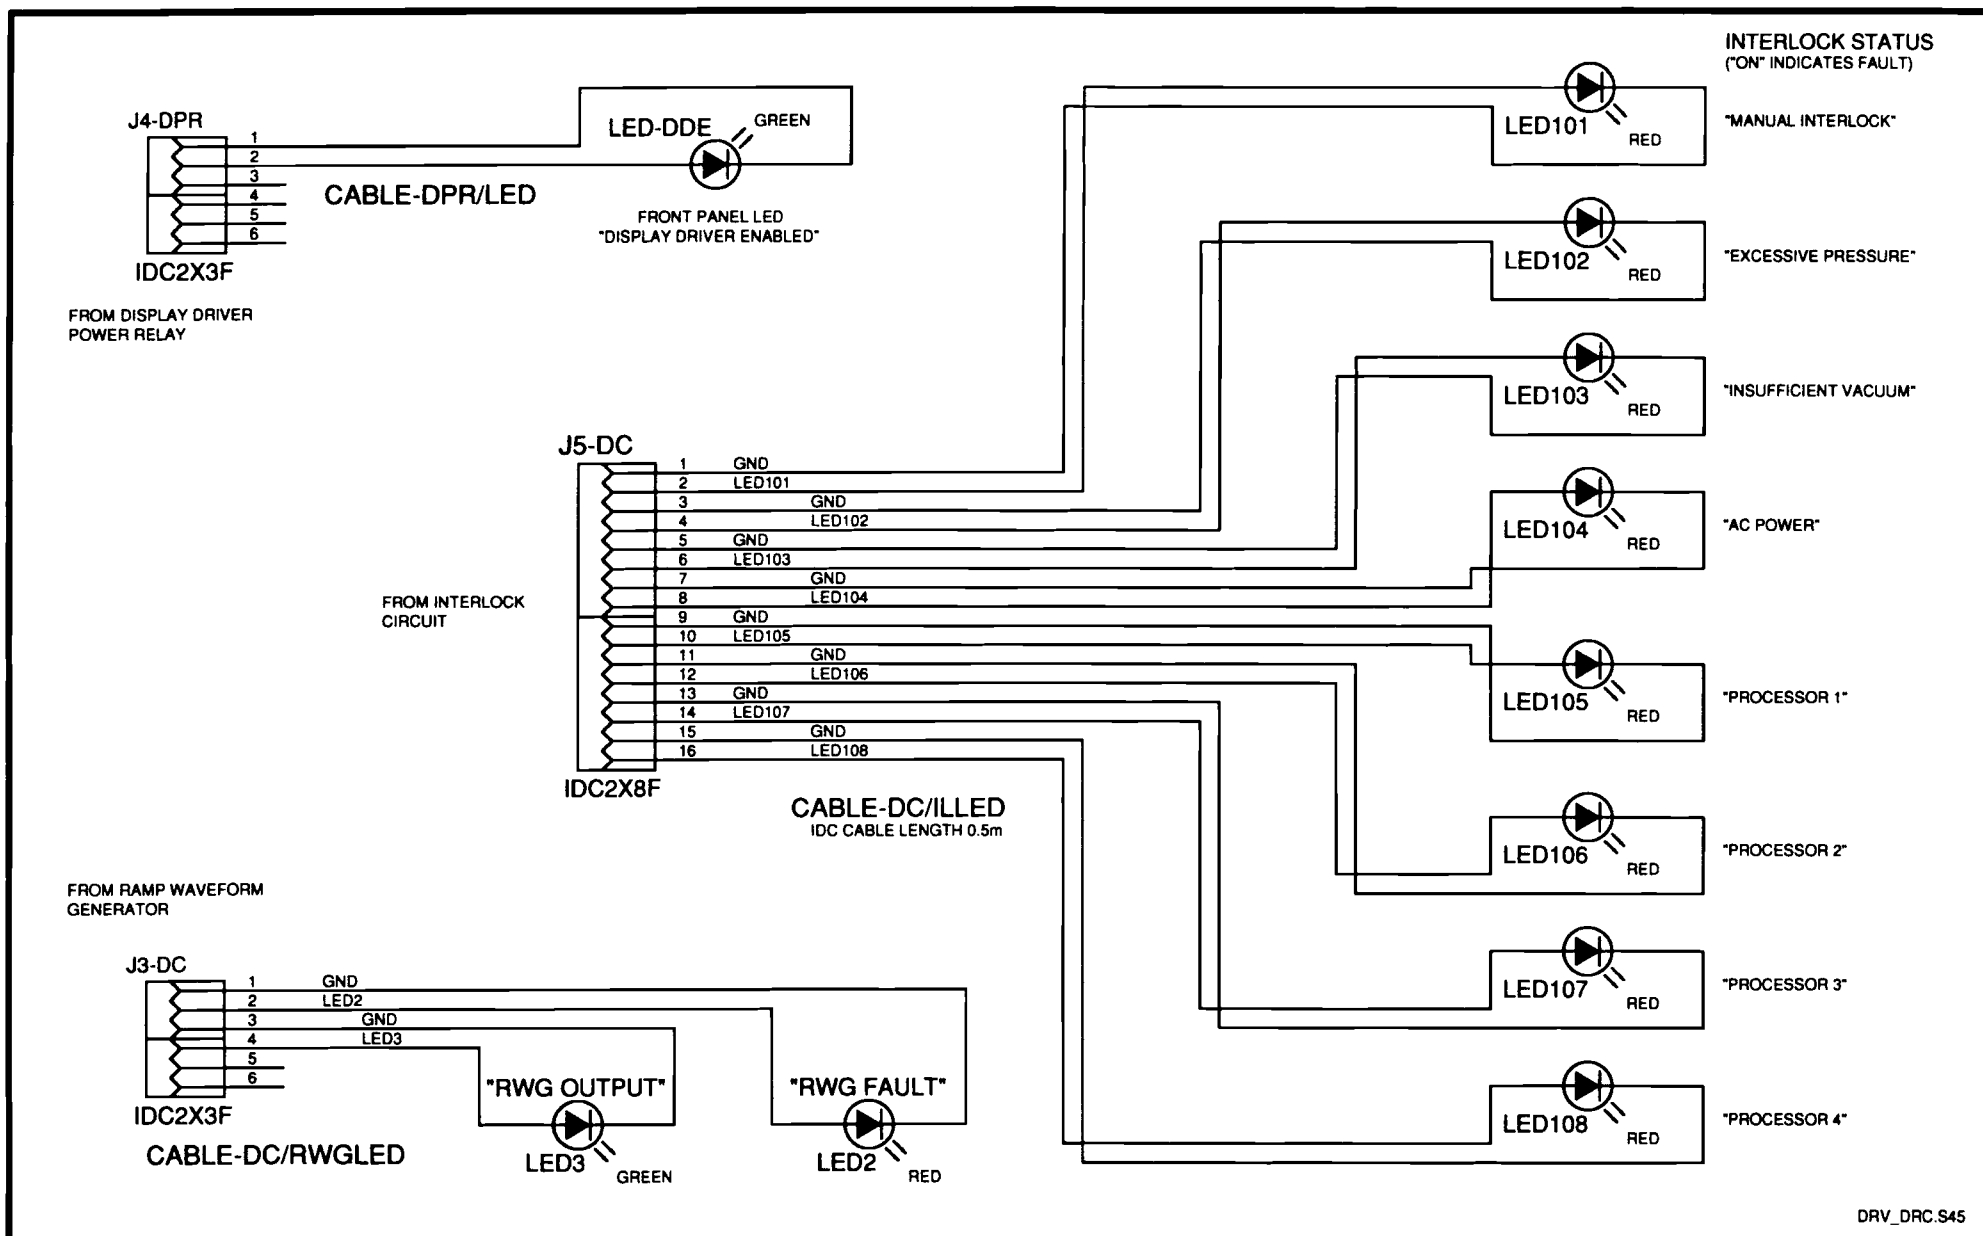 INTERLOCK STATUS
("ON" INDICATES FAULT)
J4-DPR
1
2
3
4
5
6
IDC2X3F
FROM DISPLAY DRIVER
POWER RELAY
CABLE-DPR/LED
LED-DDE
GREEN
FRONT PANEL LED
"DISPLAY DRIVER ENABLED"
LED101
RED
"MANUAL INTERLOCK"
LED102
RED
"EXCESSIVE PRESSURE"
LED103
RED
"INSUFFICIENT VACUUM"
LED104
RED
"AC POWER"
LED105
RED
"PROCESSOR 1"
LED106
RED
"PROCESSOR 2"
LED107
RED
"PROCESSOR 3"
LED108
RED
"PROCESSOR 4"
J5-DC
1 GND
2 LED101
3 GND
4 LED102
5 GND
6 LED103
7 GND
8 LED104
9 GND
10 LED105
11 GND
12 LED106
13 GND
14 LED107
15 GND
16 LED108
IDC2X8F
FROM INTERLOCK
CIRCUIT
CABLE-DC/ILLED
IDC CABLE LENGTH 0.5m
FROM RAMP WAVEFORM
GENERATOR
J3-DC
1 GND
2 LED2
3 GND
4 LED3
5
6
IDC2X3F
CABLE-DC/RWGLED
"RWG OUTPUT"
LED3
GREEN
"RWG FAULT"
LED2
RED
DRV_DRC.S45